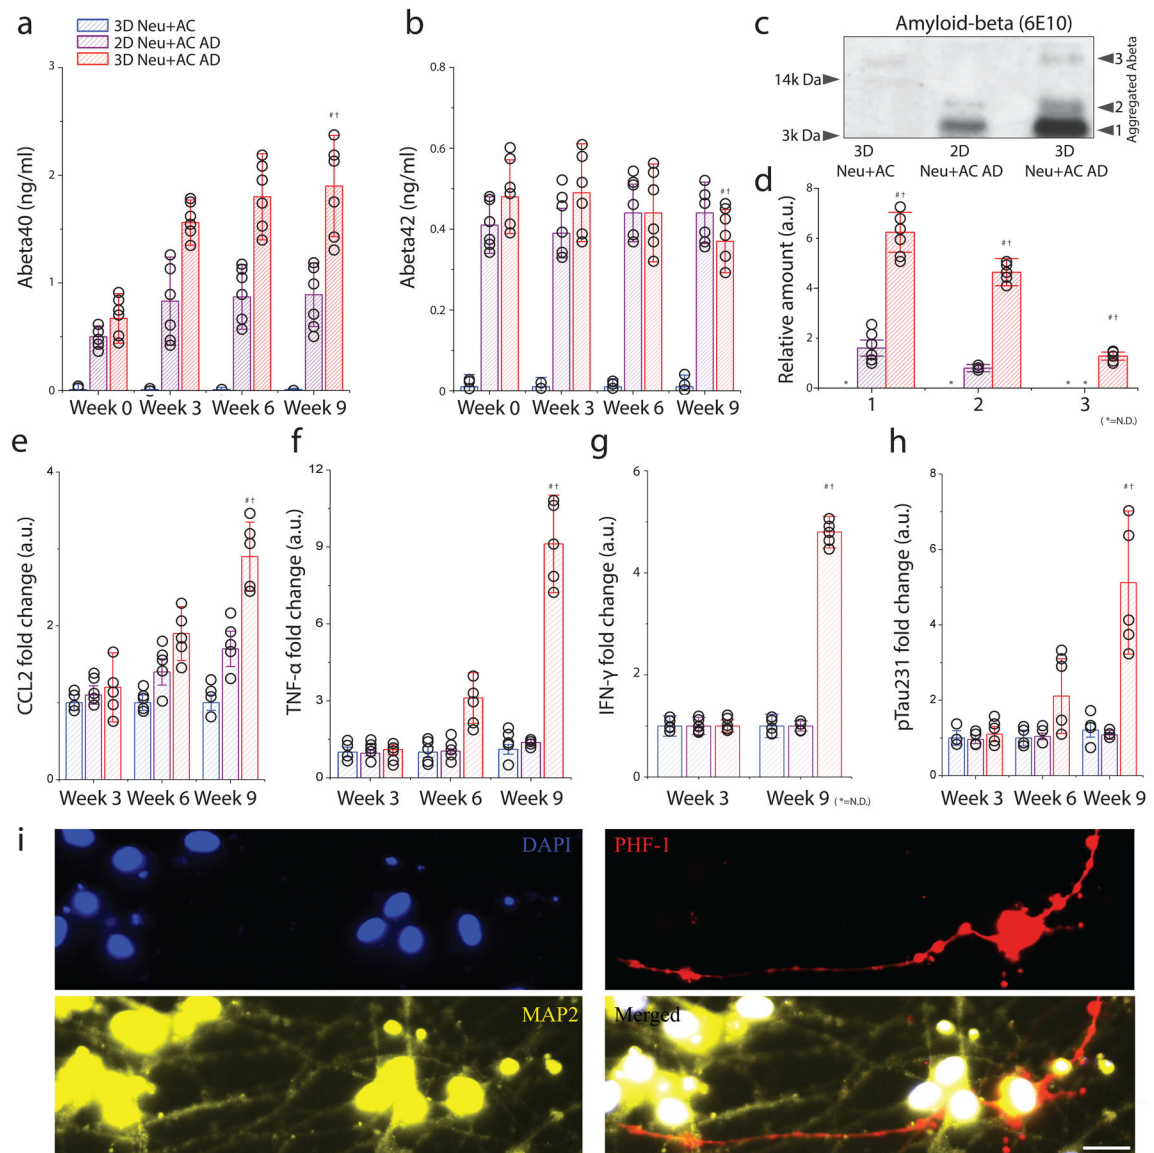 a
3D Neu+AC
2D Neu+AC AD
3D Neu+AC AD
Abeta40 (ng/ml)
3
2
1
0
# †
Week 0 Week 3 Week 6 Week 9
b
Abeta42 (ng/ml)
0.8
0.6
0.4
0.2
0
# †
Week 0 Week 3 Week 6 Week 9
c
Amyloid-beta (6E10)
14k Da
3k Da
3
2
1
Aggregated Abeta
3D 2D 3D
Neu+AC Neu+AC AD Neu+AC AD
d
Relative amount (a.u.)
8
6
4
2
0
# †
# †
# †
* * * *
1 2 3
( *=N.D.)
e
CCL2 fold change (a.u.)
4
2
0
# †
Week 3 Week 6 Week 9
f
TNF-α fold change (a.u.)
12
9
6
3
0
# †
Week 3 Week 6 Week 9
g
IFN-γ fold change (a.u.)
6
4
2
0
# †
Week 3 Week 9 ( *=N.D.)
h
pTau231 fold change (a.u.)
8
6
4
2
0
# †
Week 3 Week 6 Week 9
i
DAPI
PHF-1
MAP2
Merged